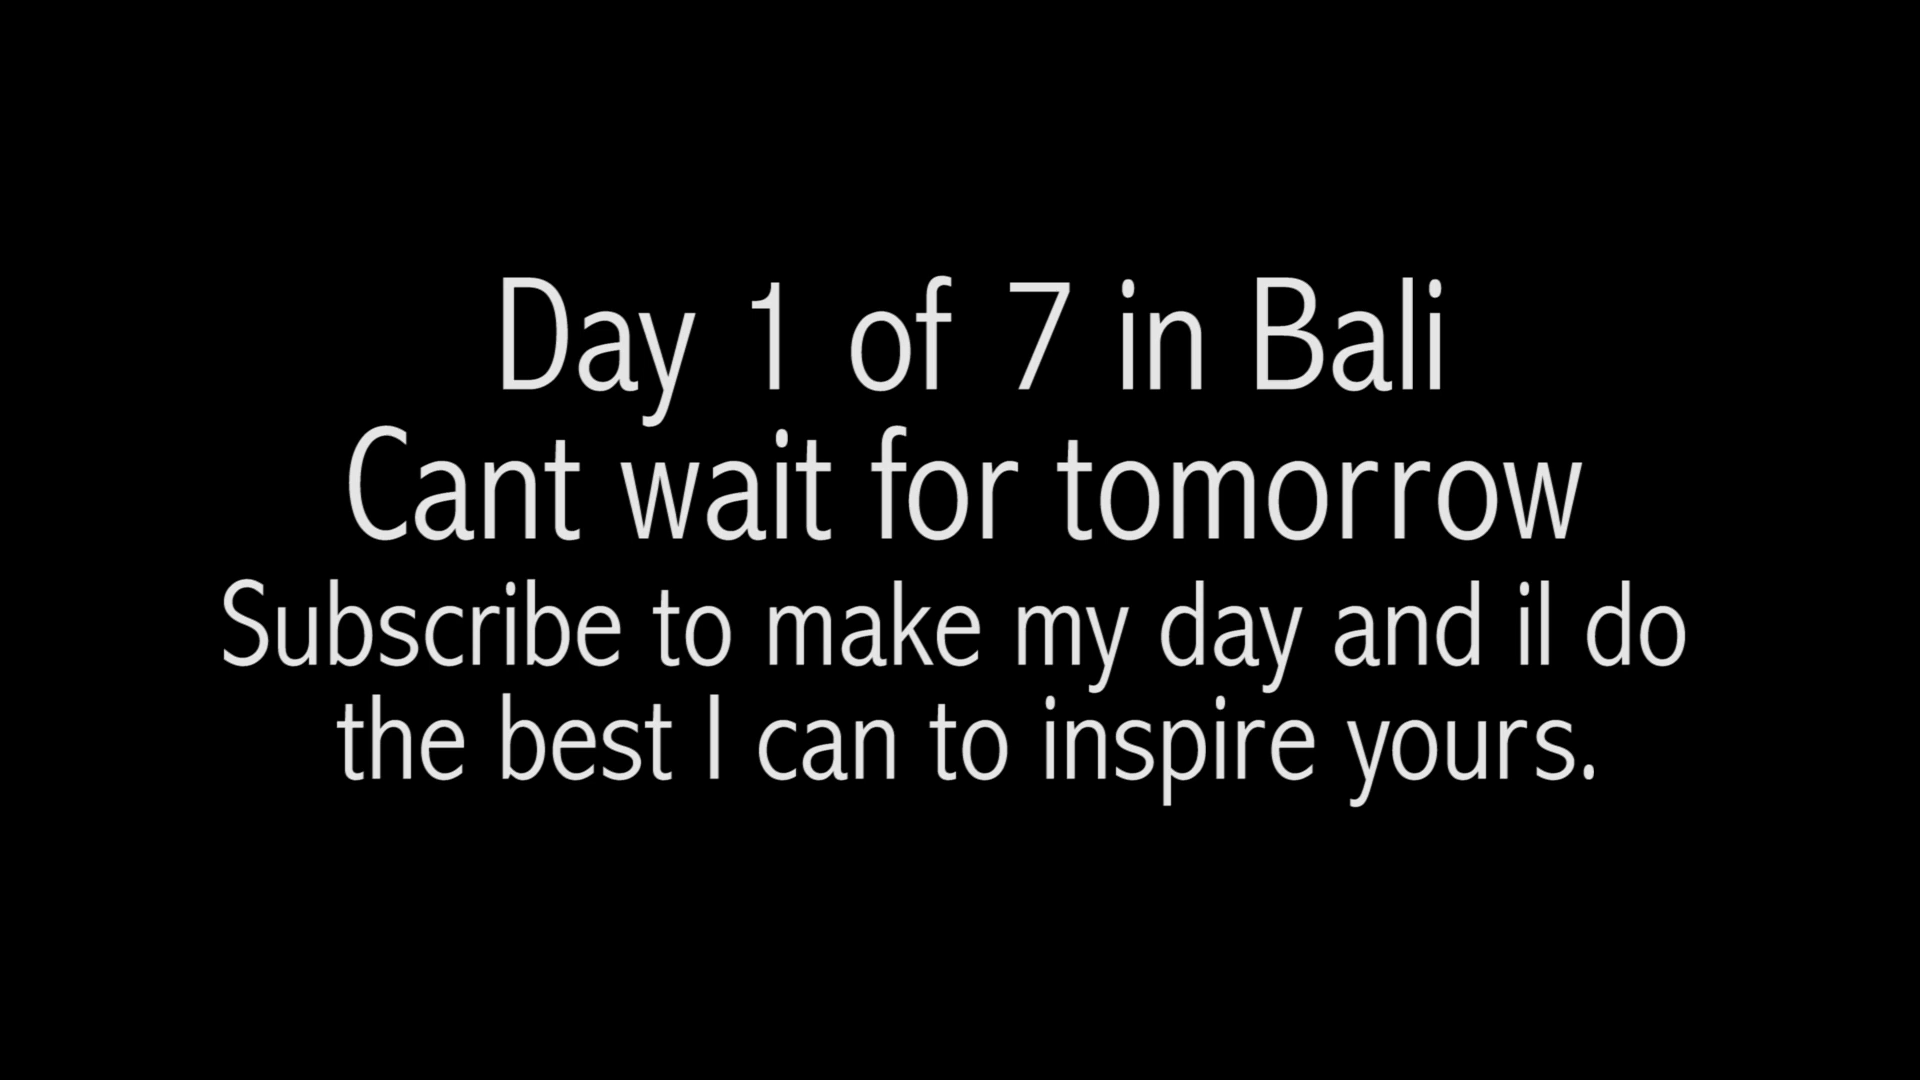 Day 1 of 7 in Bali
Cant wait for tomorrow
Subscribe to make my day and il do
the best I can to inspire yours.